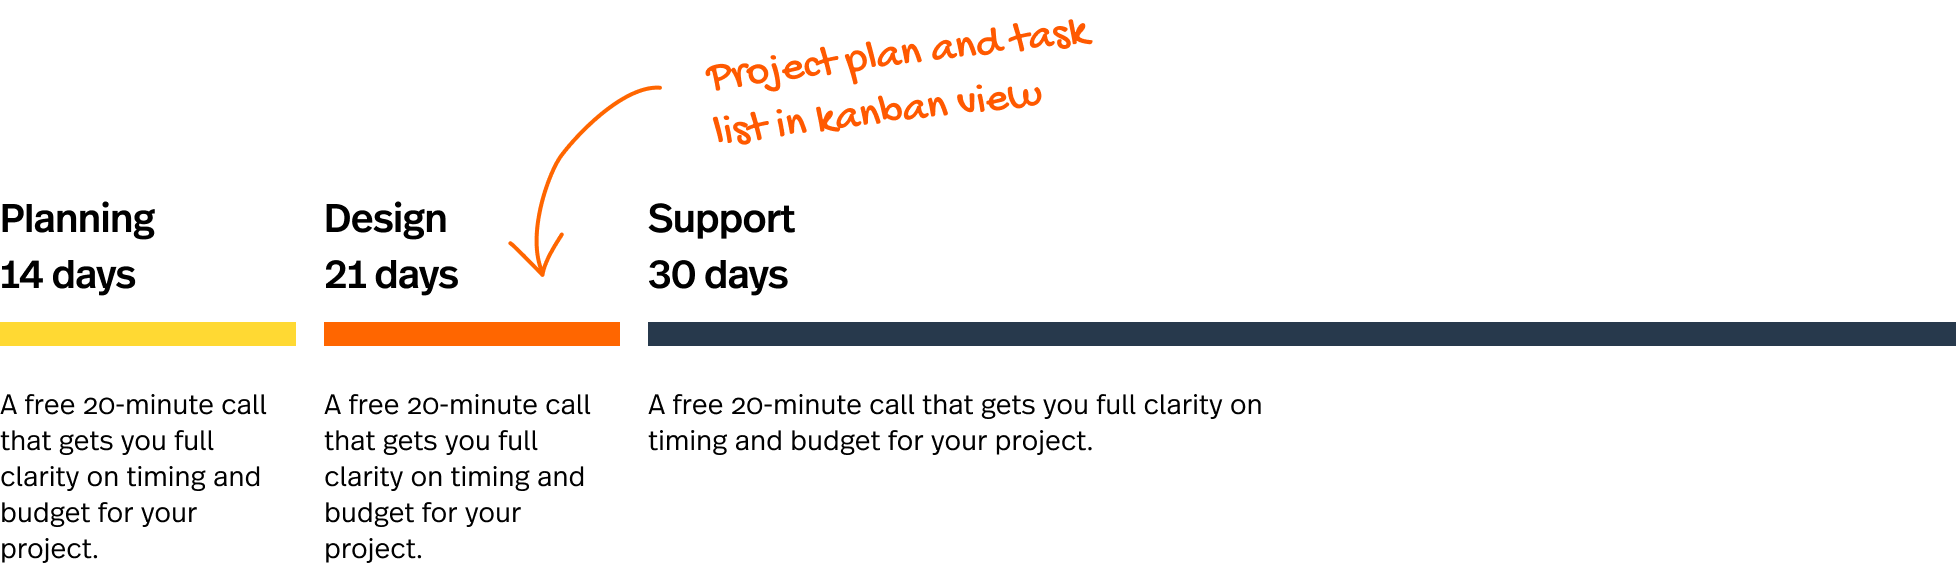 Project plan and task
list in kanban view
Planning
14 days
A free 20-minute call
that gets you full
clarity on timing and
budget for your
project.
Design
21 days
A free 20-minute call
that gets you full
clarity on timing and
budget for your
project.
Support
30 days
A free 20-minute call that gets you full clarity on
timing and budget for your project.